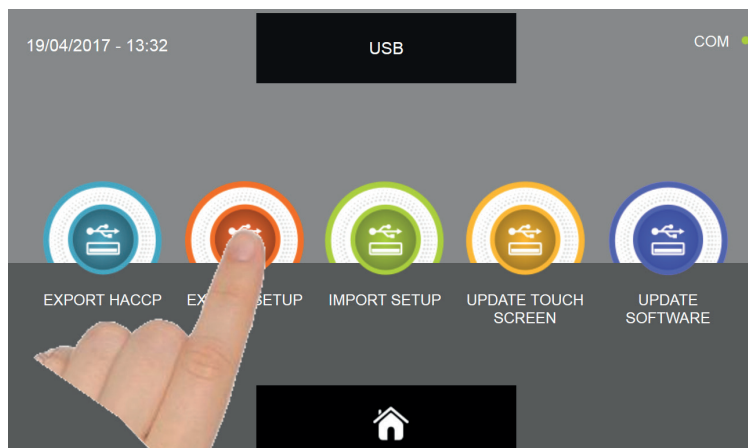 19/04/2017 - 13:32
USB
COM
EXPORT HACCP
SETUP
IMPORT SETUP
UPDATE TOUCH
SCREEN
UPDATE
SOFTWARE